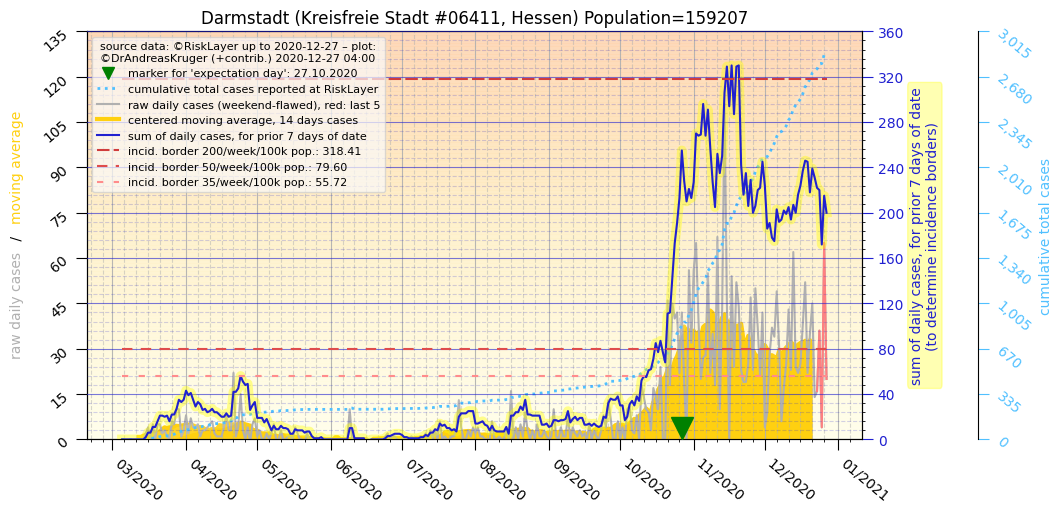 Darmstadt (Kreisfreie Stadt #06411, Hessen) Population=159207
source data: ©RiskLayer up to 2020-12-27 – plot:
©DrAndreasKruger (+contrib.) 2020-12-27 04:00
marker for 'expectation day': 27.10.2020
cumulative total cases reported at RiskLayer
raw daily cases (weekend-flawed), red: last 5
centered moving average, 14 days cases
sum of daily cases, for prior 7 days of date
incid. border 200/week/100k pop.: 318.41
incid. border 50/week/100k pop.: 79.60
incid. border 35/week/100k pop.: 55.72
raw daily cases / moving average
135
120
105
90
75
60
45
30
15
0
360
320
280
240
200
160
120
80
40
0
sum of daily cases, for prior 7 days of date
(to determine incidence borders)
3,015
2,680
2,345
2,010
1,675
1,340
1,005
670
335
0
cumulative total cases
03/2020
04/2020
05/2020
06/2020
07/2020
08/2020
09/2020
10/2020
11/2020
12/2020
01/2021